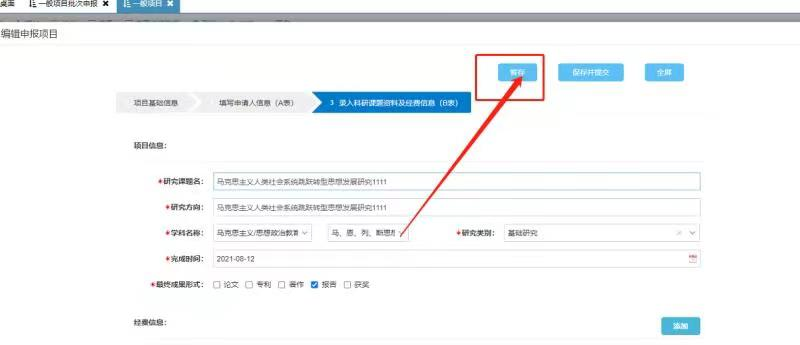 桌面 一般项目批次申报 × 一般项目 ×
编辑申报项目
暂存 保存并提交 全屏
项目基础信息 填写申请人信息（A表） 3 录入科研课题资料及经费信息（B表）
项目信息：
*研究课题名： 马克思主义人类社会系统跳跃转型思想发展研究1111
*研究方向： 马克思主义人类社会系统跳跃转型思想发展研究1111
*学科名称： 马克思主义/思想政治教育 马、恩、列、斯思想 *研究类别： 基础研究 ×
*完成时间： 2021-08-12
*最终成果形式： 论文 专利 著作 报告 获奖
经费信息： 添加